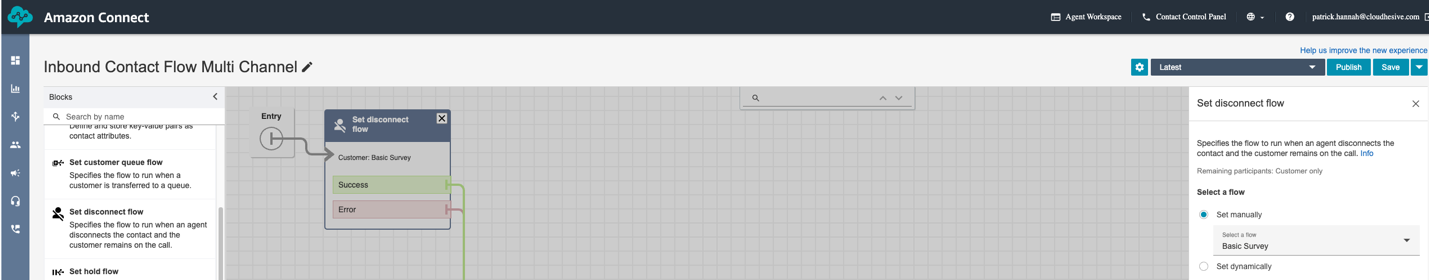 Amazon Connect
Agent Workspace
Contact Control Panel
patrick.hannah@cloudhesive.com
Help us improve the new experience
Inbound Contact Flow Multi Channel
Latest
Publish
Save
Blocks
Search by name
Define and store key-value pairs as
contact attributes.
Set customer queue flow
Specifies the flow to run when a
customer is transferred to a queue.
Set disconnect flow
Specifies the flow to run when an agent
disconnects the contact and the
customer remains on the call.
Set hold flow
Entry
Set disconnect
flow
Customer: Basic Survey
Success
Error
Set disconnect flow
Specifies the flow to run when an agent disconnects the
contact and the customer remains on the call. Info
Remaining participants: Customer only
Select a flow
Set manually
Select a flow
Basic Survey
Set dynamically